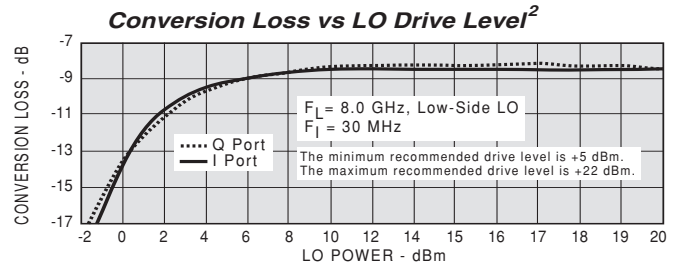 Conversion Loss vs LO Drive Level2
-7
-9
-11
-13
-15
-17
CONVERSION LOSS - dB
FL= 8.0 GHz, Low-Side LO
FI = 30 MHz
Q Port
I Port
The minimum recommended drive level is +5 dBm.
The maximum recommended drive level is +22 dBm.
-2 0 2 4 6 8 10 12 14 15 16 17 18 19 20
LO POWER - dBm